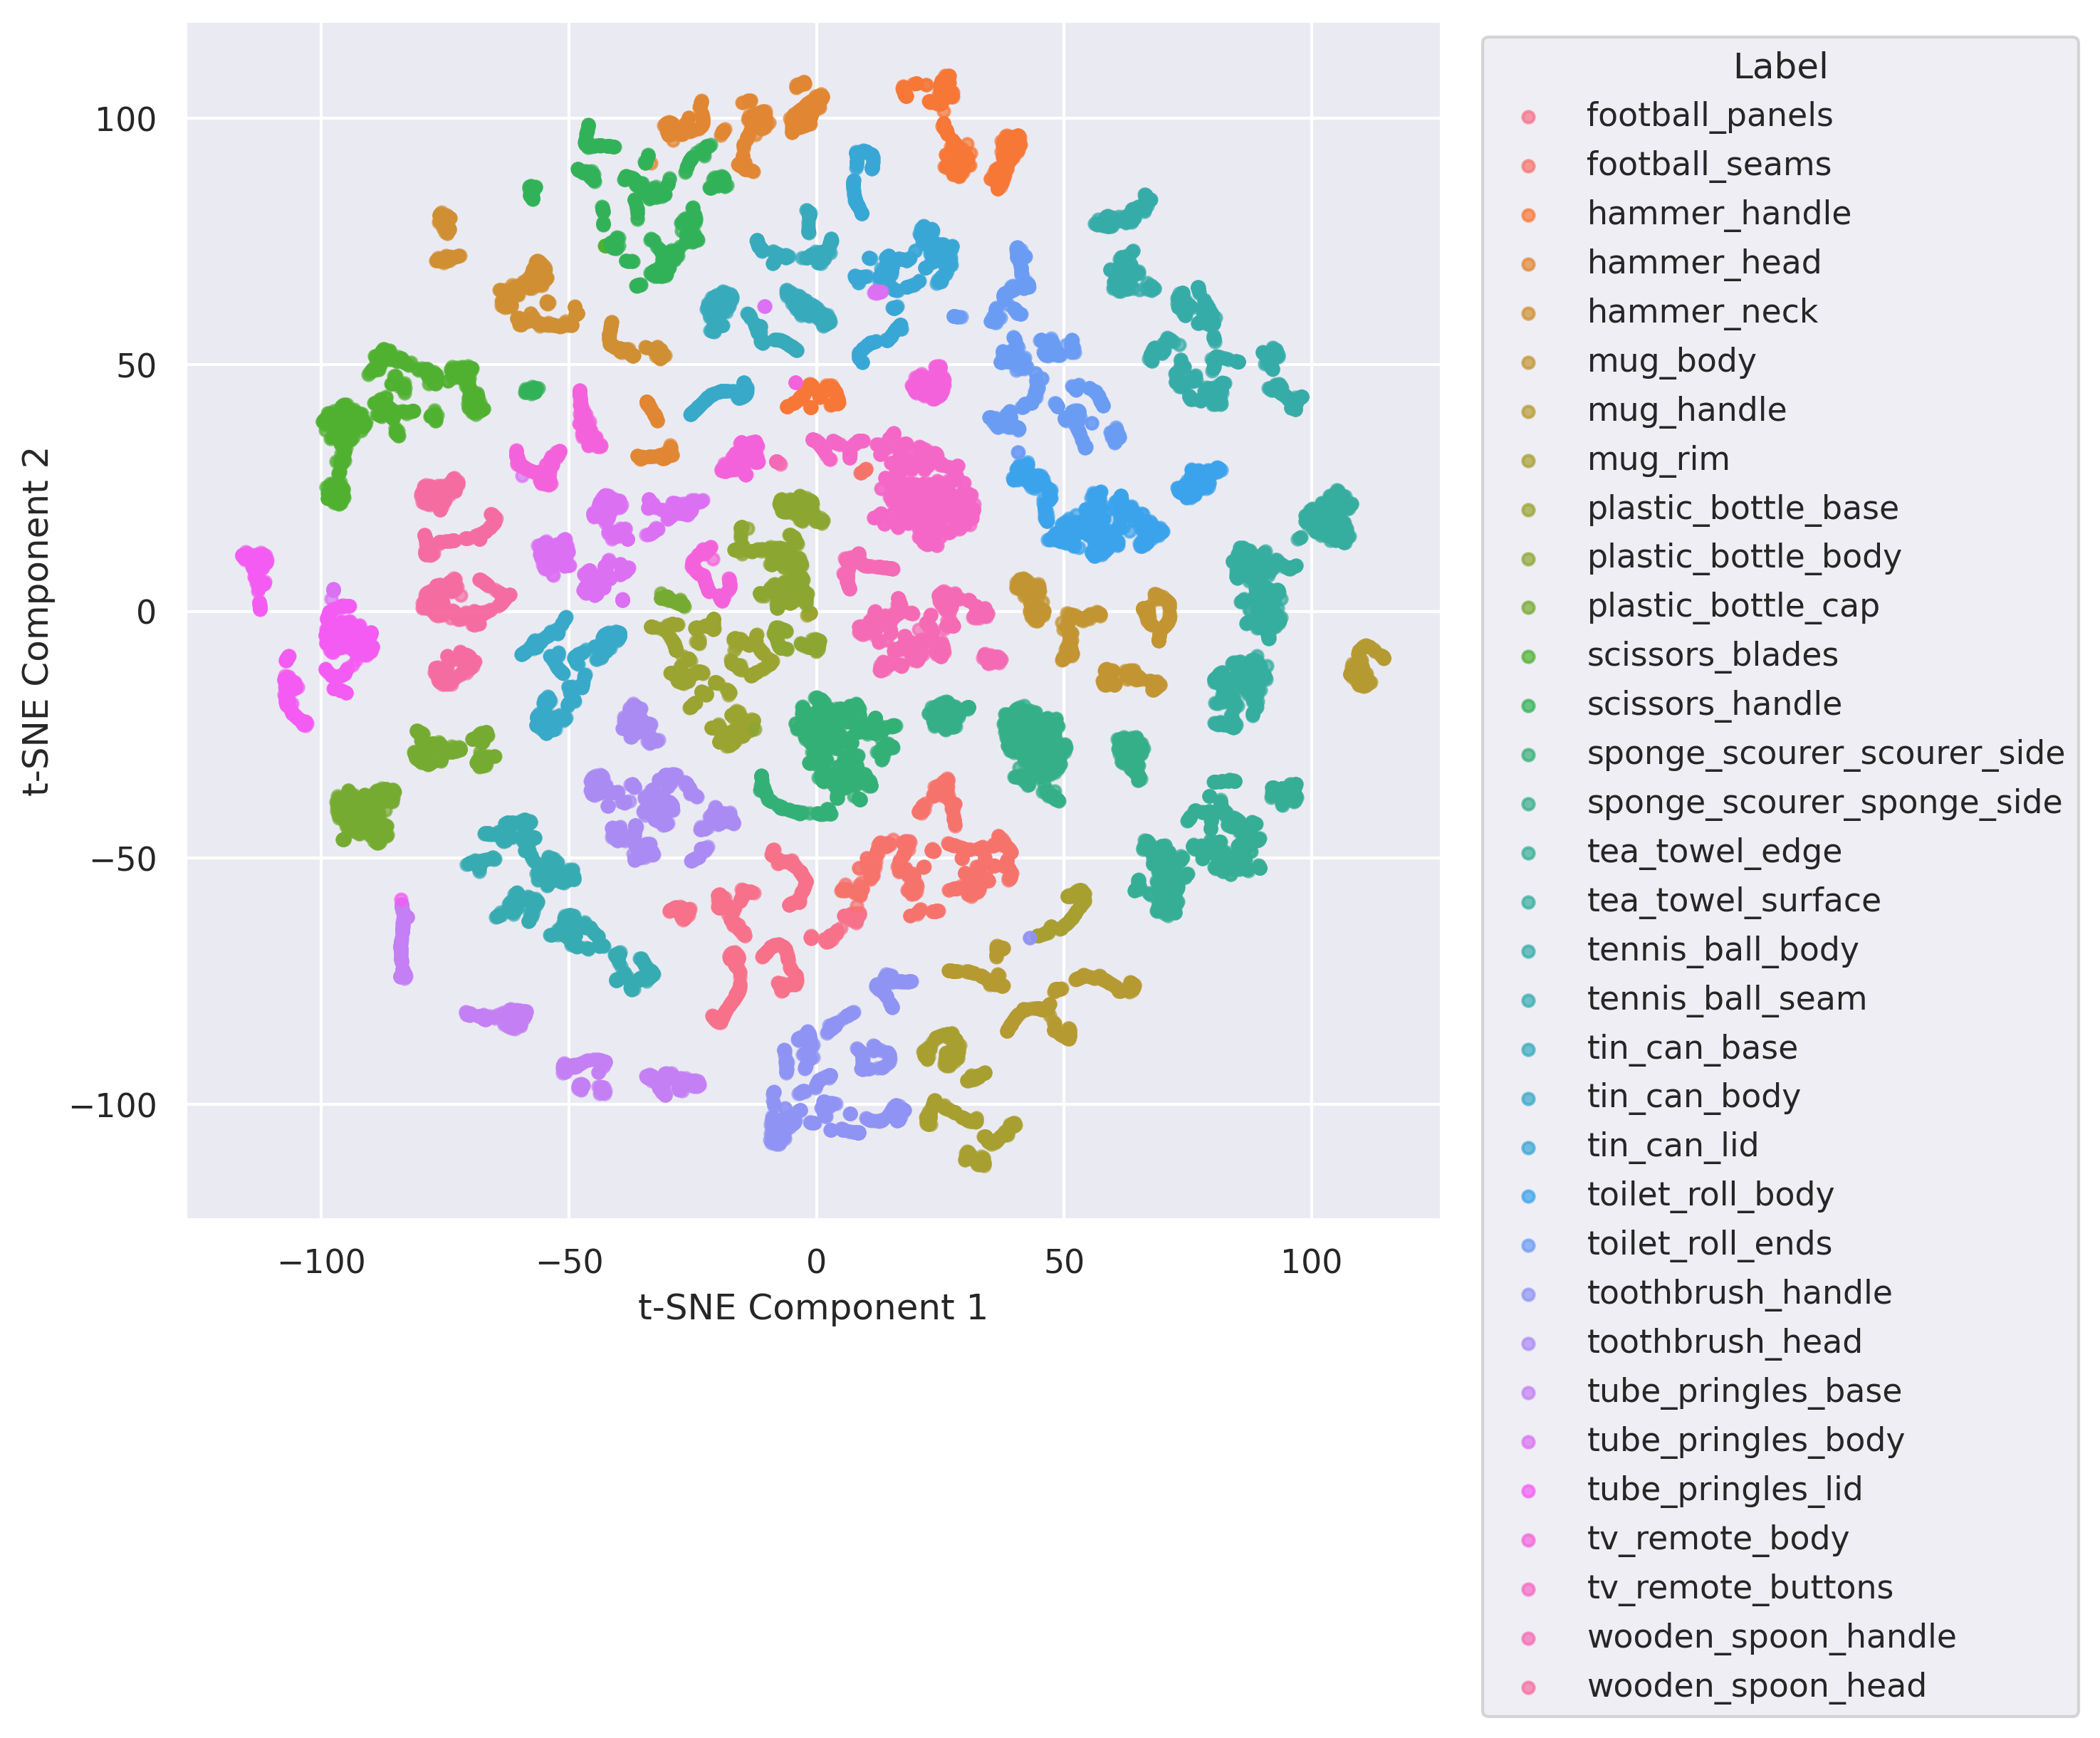 100
50
0
−50
−100
t-SNE Component 2
−100
−50
0
50
100
t-SNE Component 1
Label
football_panels
football_seams
hammer_handle
hammer_head
hammer_neck
mug_body
mug_handle
mug_rim
plastic_bottle_base
plastic_bottle_body
plastic_bottle_cap
scissors_blades
scissors_handle
sponge_scourer_scourer_side
sponge_scourer_sponge_side
tea_towel_edge
tea_towel_surface
tennis_ball_body
tennis_ball_seam
tin_can_base
tin_can_body
tin_can_lid
toilet_roll_body
toilet_roll_ends
toothbrush_handle
toothbrush_head
tube_pringles_base
tube_pringles_body
tube_pringles_lid
tv_remote_body
tv_remote_buttons
wooden_spoon_handle
wooden_spoon_head